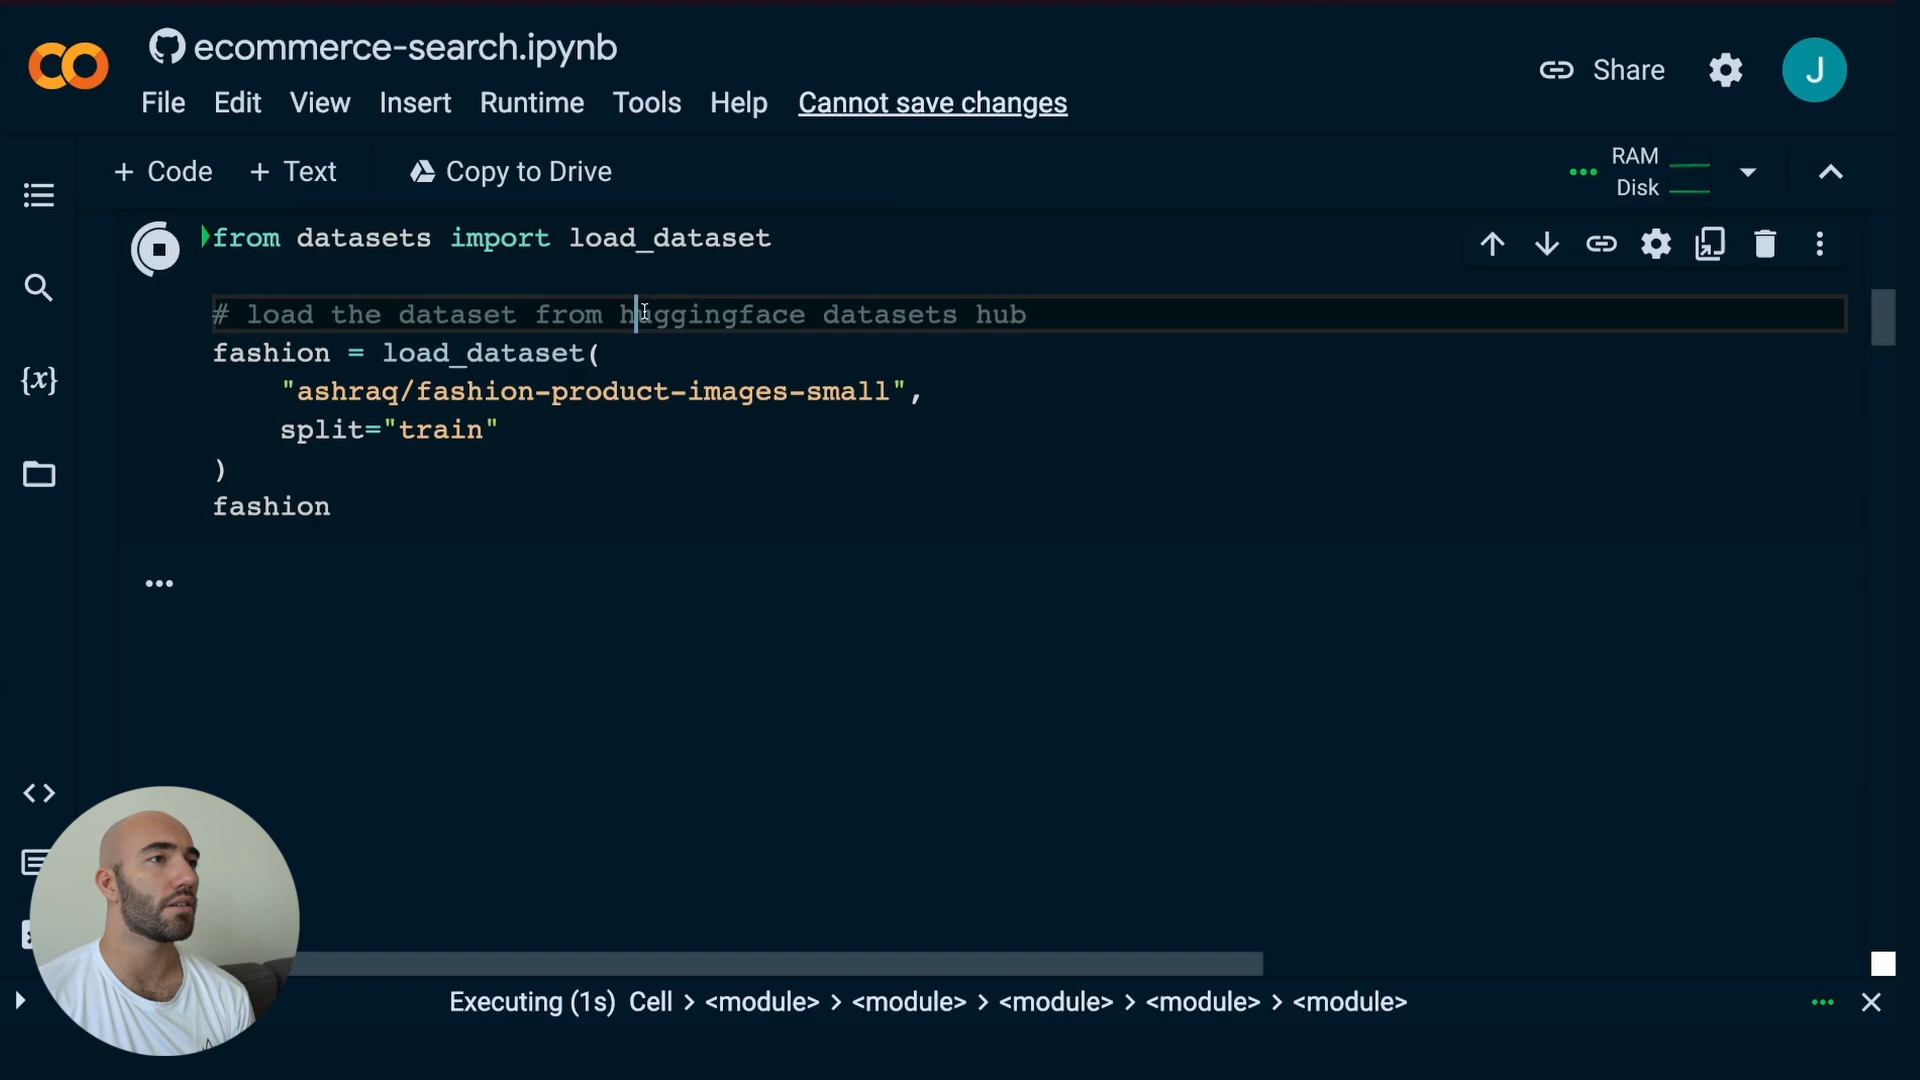 ecommerce-search.ipynb
File Edit View Insert Runtime Tools Help Cannot save changes
Share
J
+ Code + Text Copy to Drive
RAM
Disk
from datasets import load_dataset
# load the dataset from huggingface datasets hub
fashion = load_dataset(
"ashraq/fashion-product-images-small",
split="train"
)
fashion
{x}
Executing (1s) Cell > <module> > <module> > <module> > <module> > <module>